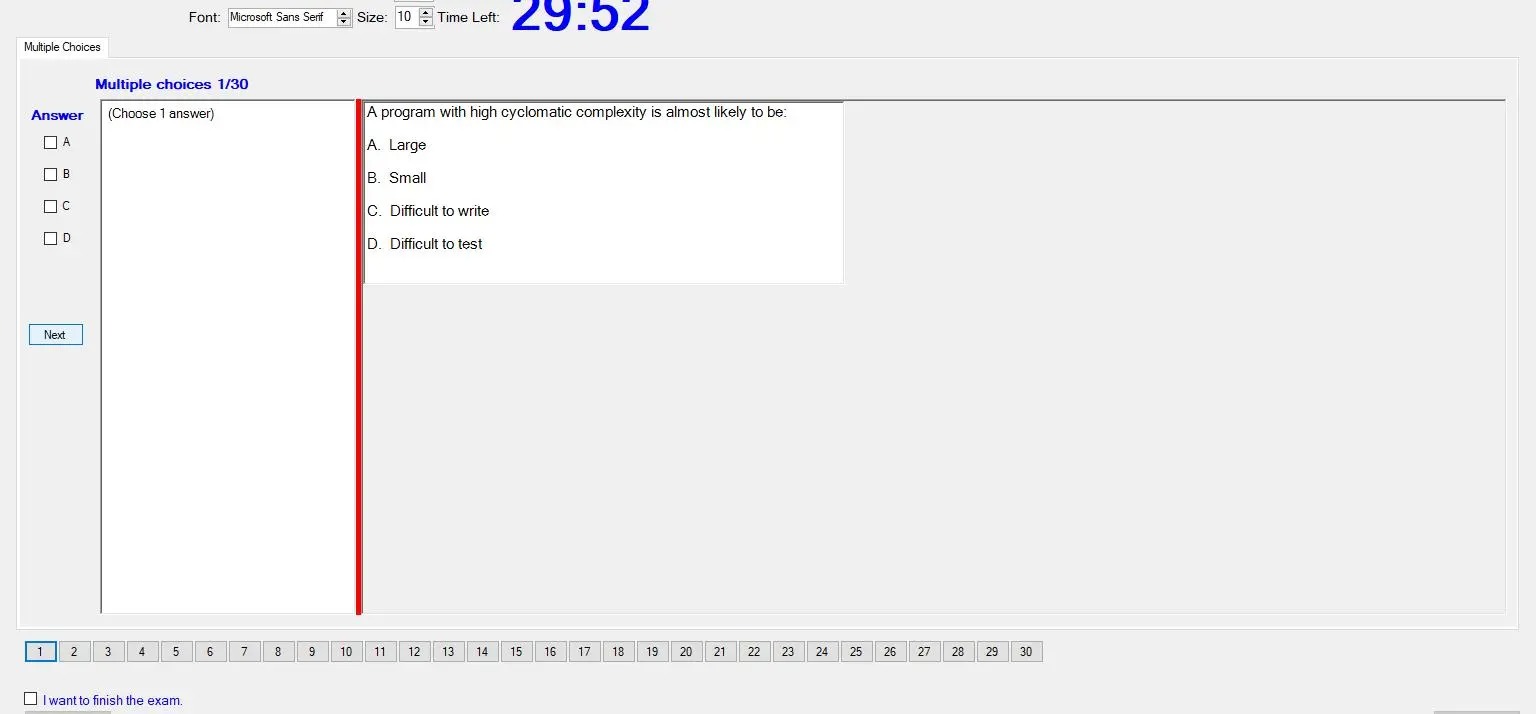 Font: Microsoft Sans Serif Size: 10 Time Left: 29:52
Multiple Choices
Multiple choices 1/30
Answer
(Choose 1 answer)
A
B
C
D
Next
A program with high cyclomatic complexity is almost likely to be:
A. Large
B. Small
C. Difficult to write
D. Difficult to test
1 2 3 4 5 6 7 8 9 10 11 12 13 14 15 16 17 18 19 20 21 22 23 24 25 26 27 28 29 30
I want to finish the exam.